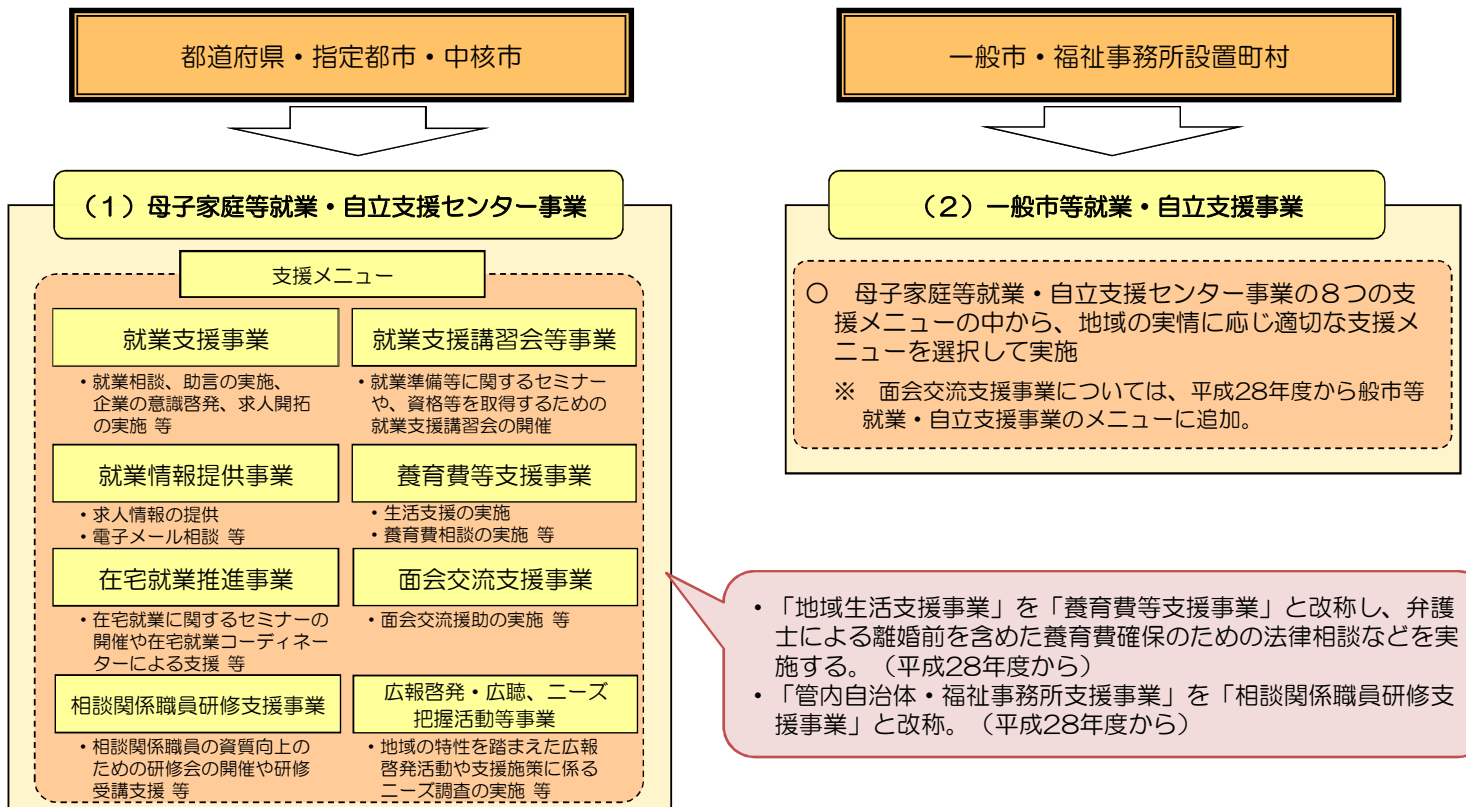 都道府県・指定都市・中核市
一般市・福祉事務所設置町村
（１）母子家庭等就業・自立支援センター事業
支援メニュー
就業支援事業
・就業相談、助言の実施、
企業の意識啓発、求人開拓
の実施 等
就業支援講習会等事業
・就業準備等に関するセミナー
や、資格等を取得するための
就業支援講習会の開催
就業情報提供事業
・求人情報の提供
・電子メール相談 等
養育費等支援事業
・生活支援の実施
・養育費相談の実施 等
在宅就業推進事業
・在宅就業に関するセミナーの
開催や在宅就業コーディネー
ターによる支援 等
面会交流支援事業
・面会交流援助の実施 等
相談関係職員研修支援事業
・相談関係職員の資質向上の
ための研修会の開催や研修
受講支援 等
広報啓発・広聴、ニーズ
把握活動等事業
・地域の特性を踏まえた広報
啓発活動や支援施策に係る
ニーズ調査の実施 等
（２）一般市等就業・自立支援事業
○　母子家庭等就業・自立支援センター事業の８つの支
援メニューの中から、地域の実情に応じ適切な支援メ
ニューを選択して実施
※　面会交流支援事業については、平成28年度から般市等
就業・自立支援事業のメニューに追加。
・「地域生活支援事業」を「養育費等支援事業」と改称し、弁護
士による離婚前を含めた養育費確保のための法律相談などを実
施する。（平成28年度から）
・「管内自治体・福祉事務所支援事業」を「相談関係職員研修支
援事業」と改称。（平成28年度から）